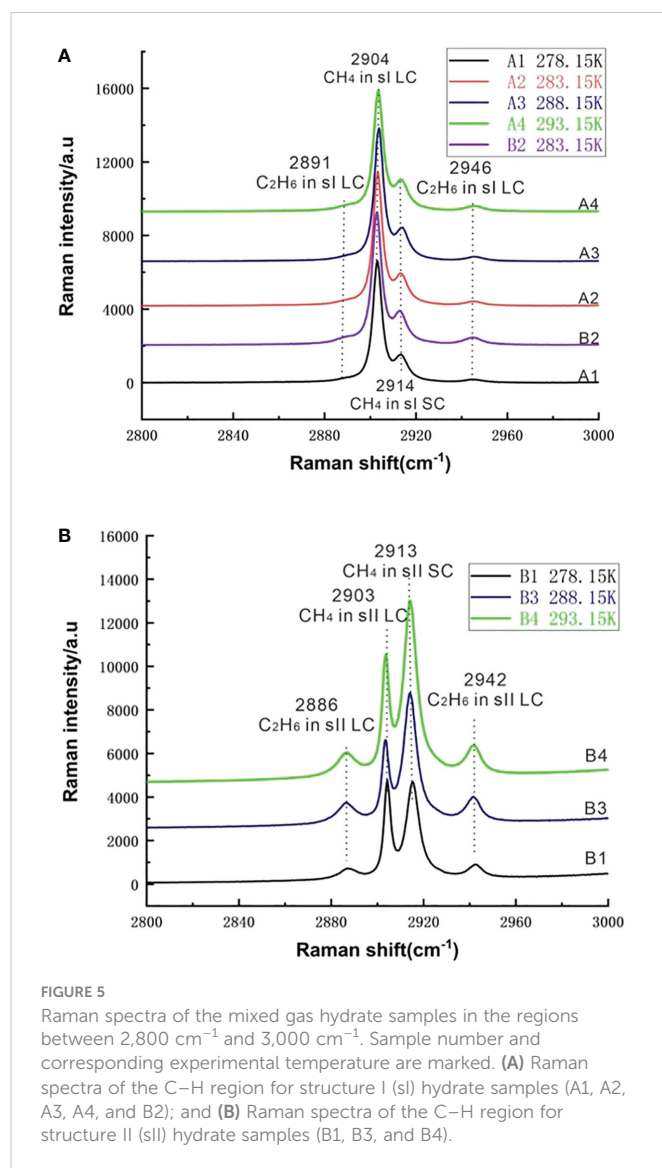 A
2904
CH4 in sI LC
A1 278.15K
A2 283.15K
A3 288.15K
A4 293.15K
B2 283.15K
2891
C2H6 in sI LC
2946
C2H6 in sI LC
A4
A3
A2
B2
A1
2914
CH4 in sI SC
16000
12000
8000
4000
0
Raman intensity/a.u
2800 2840 2880 2920 2960 3000
Raman shift(cm-1)
B
2913
CH4 in sII SC
2903
CH4 in sII LC
B1 278.15K
B3 288.15K
B4 293.15K
2886
C2H6 in sII LC
2942
C2H6 in sII LC
B4
B3
B1
16000
14000
12000
10000
8000
6000
4000
2000
0
Raman intensity/a.u
2800 2840 2880 2920 2960 3000
Raman shift(cm-1)
FIGURE 5
Raman spectra of the mixed gas hydrate samples in the regions
between 2,800 cm−1 and 3,000 cm−1. Sample number and
corresponding experimental temperature are marked. (A) Raman
spectra of the C–H region for structure I (sI) hydrate samples (A1, A2,
A3, A4, and B2); and (B) Raman spectra of the C–H region for
structure II (sII) hydrate samples (B1, B3, and B4).